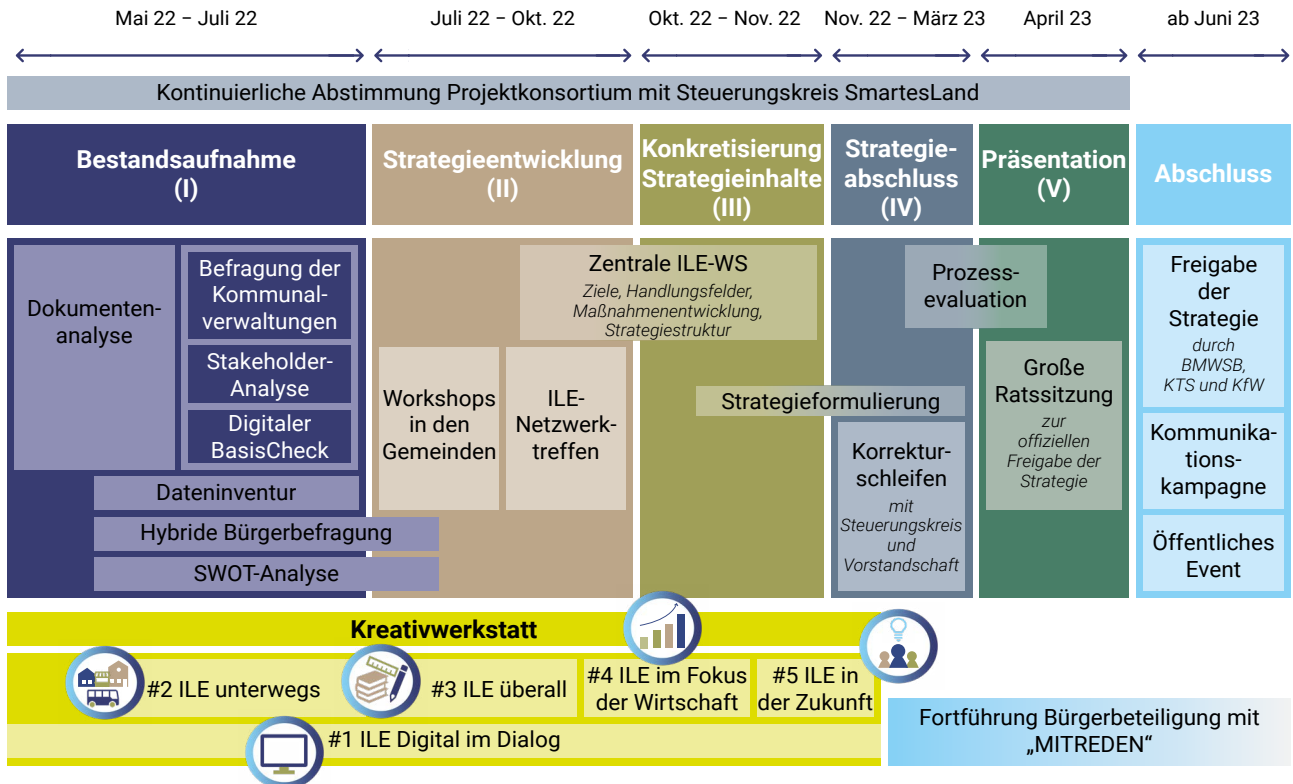 Mai 22 – Juli 22
Juli 22 – Okt. 22
Okt. 22 – Nov. 22
Nov. 22 – März 23
April 23
ab Juni 23
Kontinuierliche Abstimmung Projektkonsortium mit Steuerungskreis SmartesLand
Bestandsaufnahme
(I)
Strategieentwicklung
(II)
Konkretisierung
Strategieinhalte
(III)
Strategie-
abschluss
(IV)
Präsentation
(V)
Abschluss
Dokumenten-
analyse
Befragung der
Kommunal-
verwaltungen
Stakeholder-
Analyse
Digitaler
BasisCheck
Dateninventur
Hybride Bürgerbefragung
SWOT-Analyse
Workshops
in den
Gemeinden
ILE-
Netzwerk-
treffen
Zentrale ILE-WS
Ziele, Handlungsfelder,
Maßnahmenentwicklung,
Strategiestruktur
Strategieformulierung
Korrektur-
schleifen
mit
Steuerungskreis
und
Vorstandschaft
Prozess-
evaluation
Große
Ratssitzung
zur
offiziellen
Freigabe der
Strategie
Freigabe
der
Strategie
durch
BMWSB,
KTS und KfW
Kommunika-
tions-
kampagne
Öffentliches
Event
Kreativwerkstatt
#2 ILE unterwegs
#3 ILE überall
#4 ILE im Fokus
der Wirtschaft
#5 ILE in
der Zukunft
#1 ILE Digital im Dialog
Fortführung Bürgerbeteiligung mit
„MITREDEN“